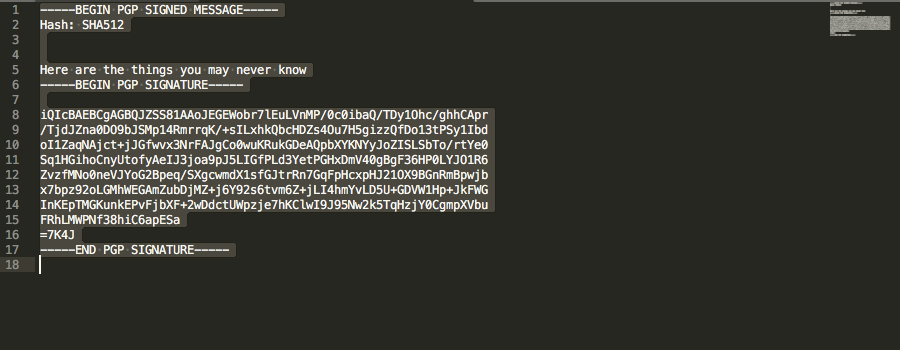 1 -----BEGIN PGP SIGNED MESSAGE-----
2 Hash: SHA512
3
4
5 Here are the things you may never know
6 -----BEGIN PGP SIGNATURE-----
7
8 iQIcBAEBCgAGBQJZSS81AAoJEGEWobr7lEuLVnMP/0c0ibaQ/TDy1Ohc/ghhCApr
9 /TjdJZna0DO9bJSMp14RmrrqK/+sILxhkQbcHDZs4Ou7H5gizzQfDo13tPSy1Ibd
10 oI1ZaqNAjct+jJGfwvx3NrFAJgCo0wuKRukGDeAQpbXYKNYyJoZISLSbTo/rtYe0
11 Sq1HGihoCnyUtofyAeIJ3joa9pJ5LIGfPLd3YetPGHxDmV40gBgF36HP0LYJO1R6
12 ZvzfMNo0neVJYoG2Bpeq/SXgcwmdX1sfGJtrRn7GqFpHcxpHJ21OX9BGnRmBpwjb
13 x7bpz92oLGMhWEGAmZubDjMZ+j6Y92s6tvm6Z+jLI4hmYvLD5U+GDVW1Hp+JkFWG
14 InKEpTMGKunkEPvFjbXF+2wDdctUWpzje7hKClwI9J95Nw2k5TqHzjY0CgmpXVbu
15 FRhLMWPNf38hiC6apESa
16 =7K4J
17 -----END PGP SIGNATURE-----
18